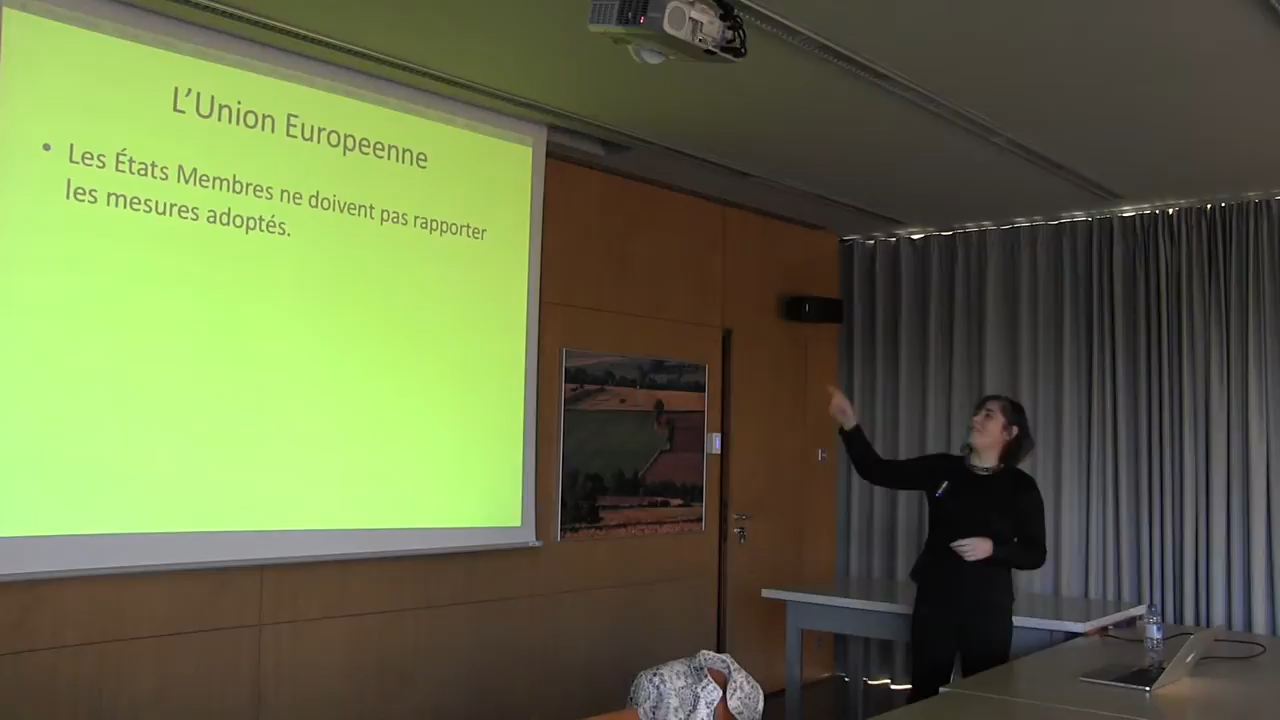 L’Union Europeenne
• Les États Membres ne doivent pas rapporter
les mesures adoptés.